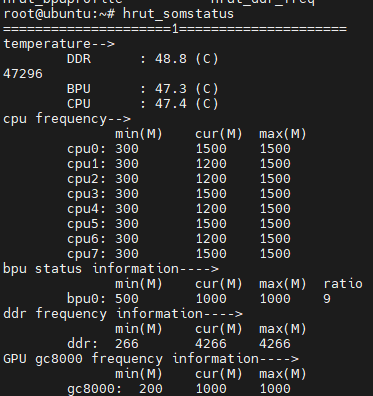 root@ubuntu:~# hrut_somstatus
=====================1=====================
temperature-->
DDR : 48.8 (C)
47296
BPU : 47.3 (C)
CPU : 47.4 (C)
cpu frequency-->
min(M) cur(M) max(M)
cpu0: 300 1500 1500
cpu1: 300 1200 1500
cpu2: 300 1200 1500
cpu3: 300 1500 1500
cpu4: 300 1200 1500
cpu5: 300 1500 1500
cpu6: 300 1200 1500
cpu7: 300 1500 1500
bpu status information---->
min(M) cur(M) max(M) ratio
bpu0: 500 1000 1000 9
ddr frequency information---->
min(M) cur(M) max(M)
ddr: 266 4266 4266
GPU gc8000 frequency information---->
min(M) cur(M) max(M)
gc8000: 200 1000 1000